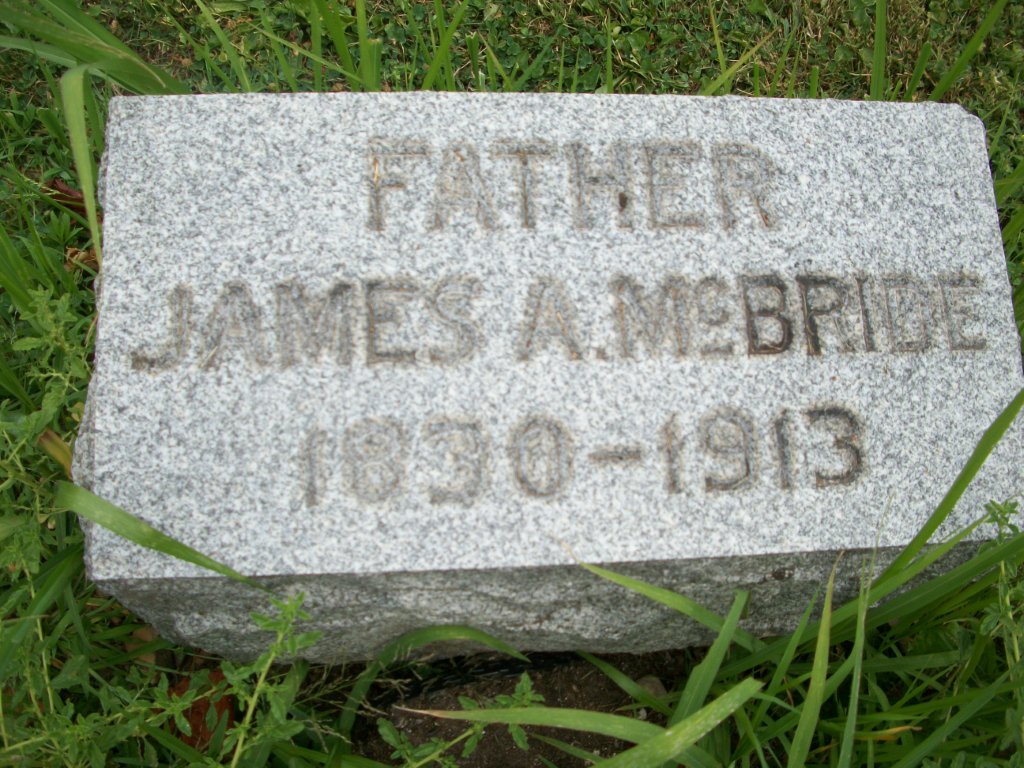 FATHER
JAMES A. McBRIDE
1830-1913